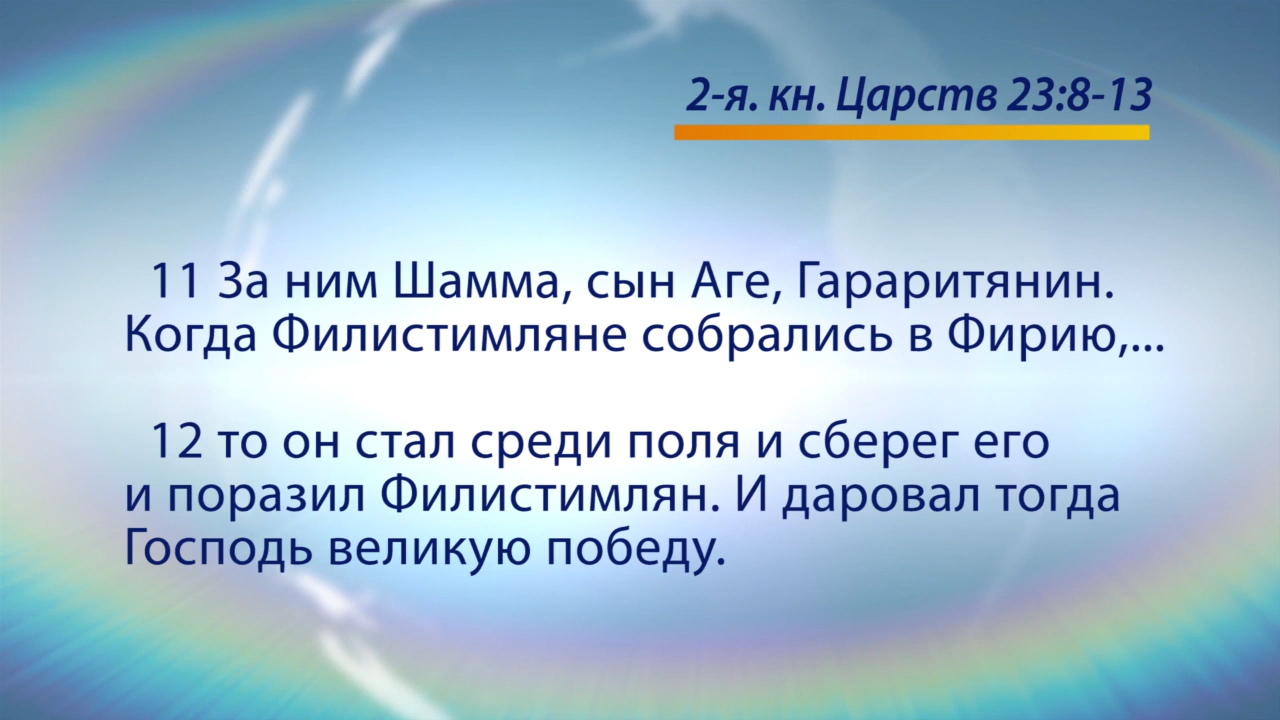 2-я. кн. Царств 23:8-13
11 За ним Шамма, сын Аге, Гараритянин.
Когда Филистимляне собрались в Фирию,...
12 то он стал среди поля и сберег его
и поразил Филистимлян. И даровал тогда
Господь великую победу.